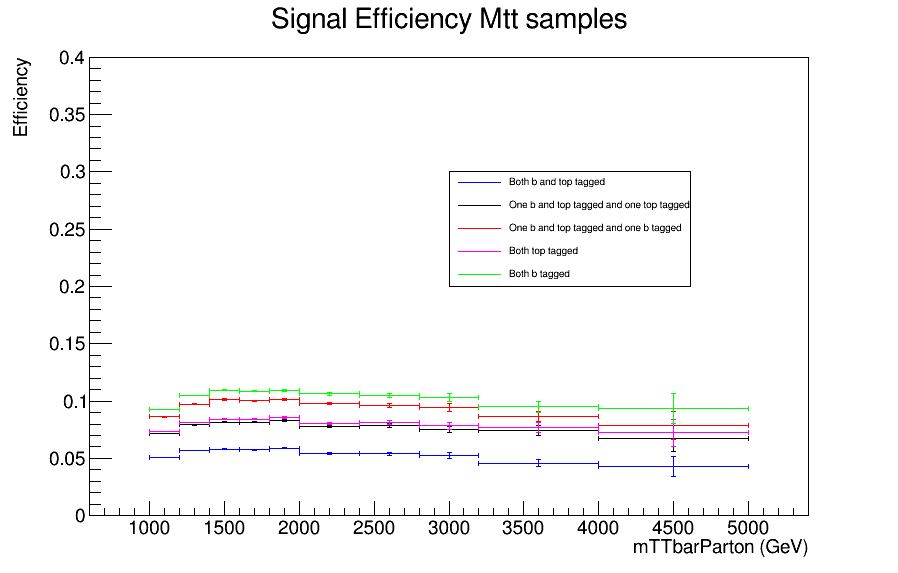 Signal Efficiency Mtt samples
Efficiency
0.4
0.35
0.3
0.25
0.2
0.15
0.1
0.05
0
Both b and top tagged
One b and top tagged and one top tagged
One b and top tagged and one b tagged
Both top tagged
Both b tagged
1000 1500 2000 2500 3000 3500 4000 4500 5000
mTTbarParton (GeV)